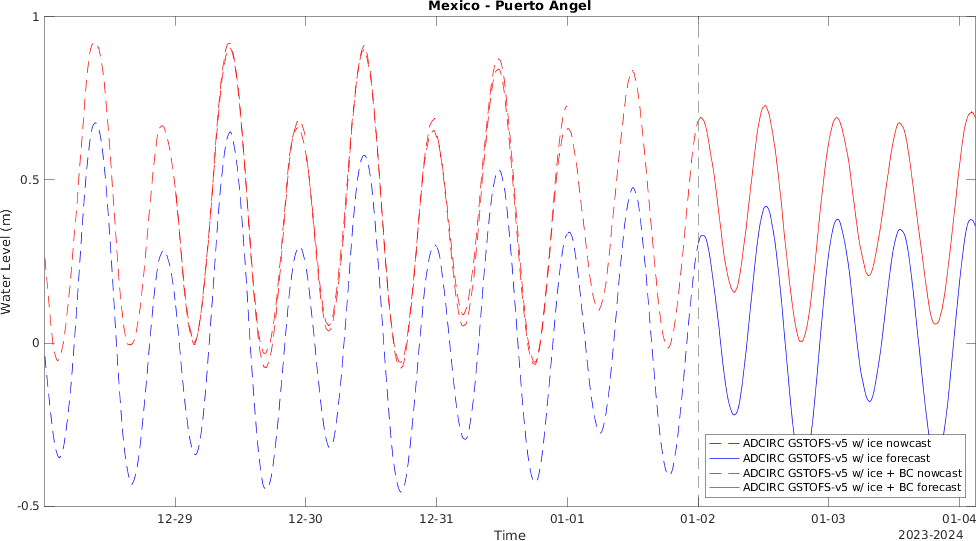 Mexico - Puerto Angel
1
0.5
0
-0.5
Water Level (m)
12-29
12-30
12-31
01-01
01-02
01-03
01-04
Time
2023-2024
ADCIRC GSTOFS-v5 w/ ice nowcast
ADCIRC GSTOFS-v5 w/ ice forecast
ADCIRC GSTOFS-v5 w/ ice + BC nowcast
ADCIRC GSTOFS-v5 w/ ice + BC forecast